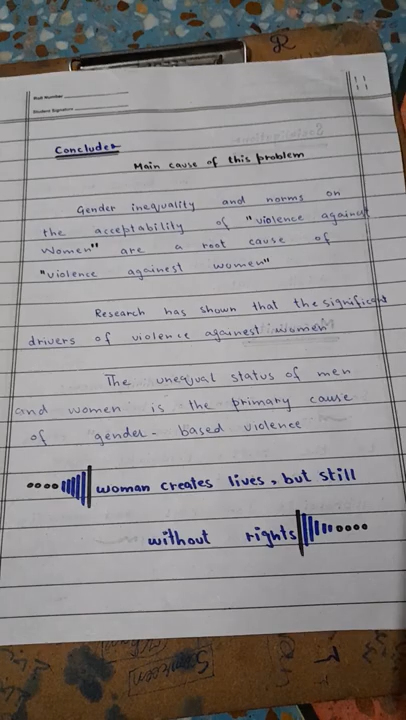 Roll Number
Student Signature
Concludes
Main cause of this problem
Gender inequality and norms on
the acceptability of "violence against
Women" are a root cause of
"violence againest women"
Research has shown that the significant
drivers of violence againest women
The unequal status of men
and women is the primary cause
of gender-based violence
woman creates lives, but still
without rights